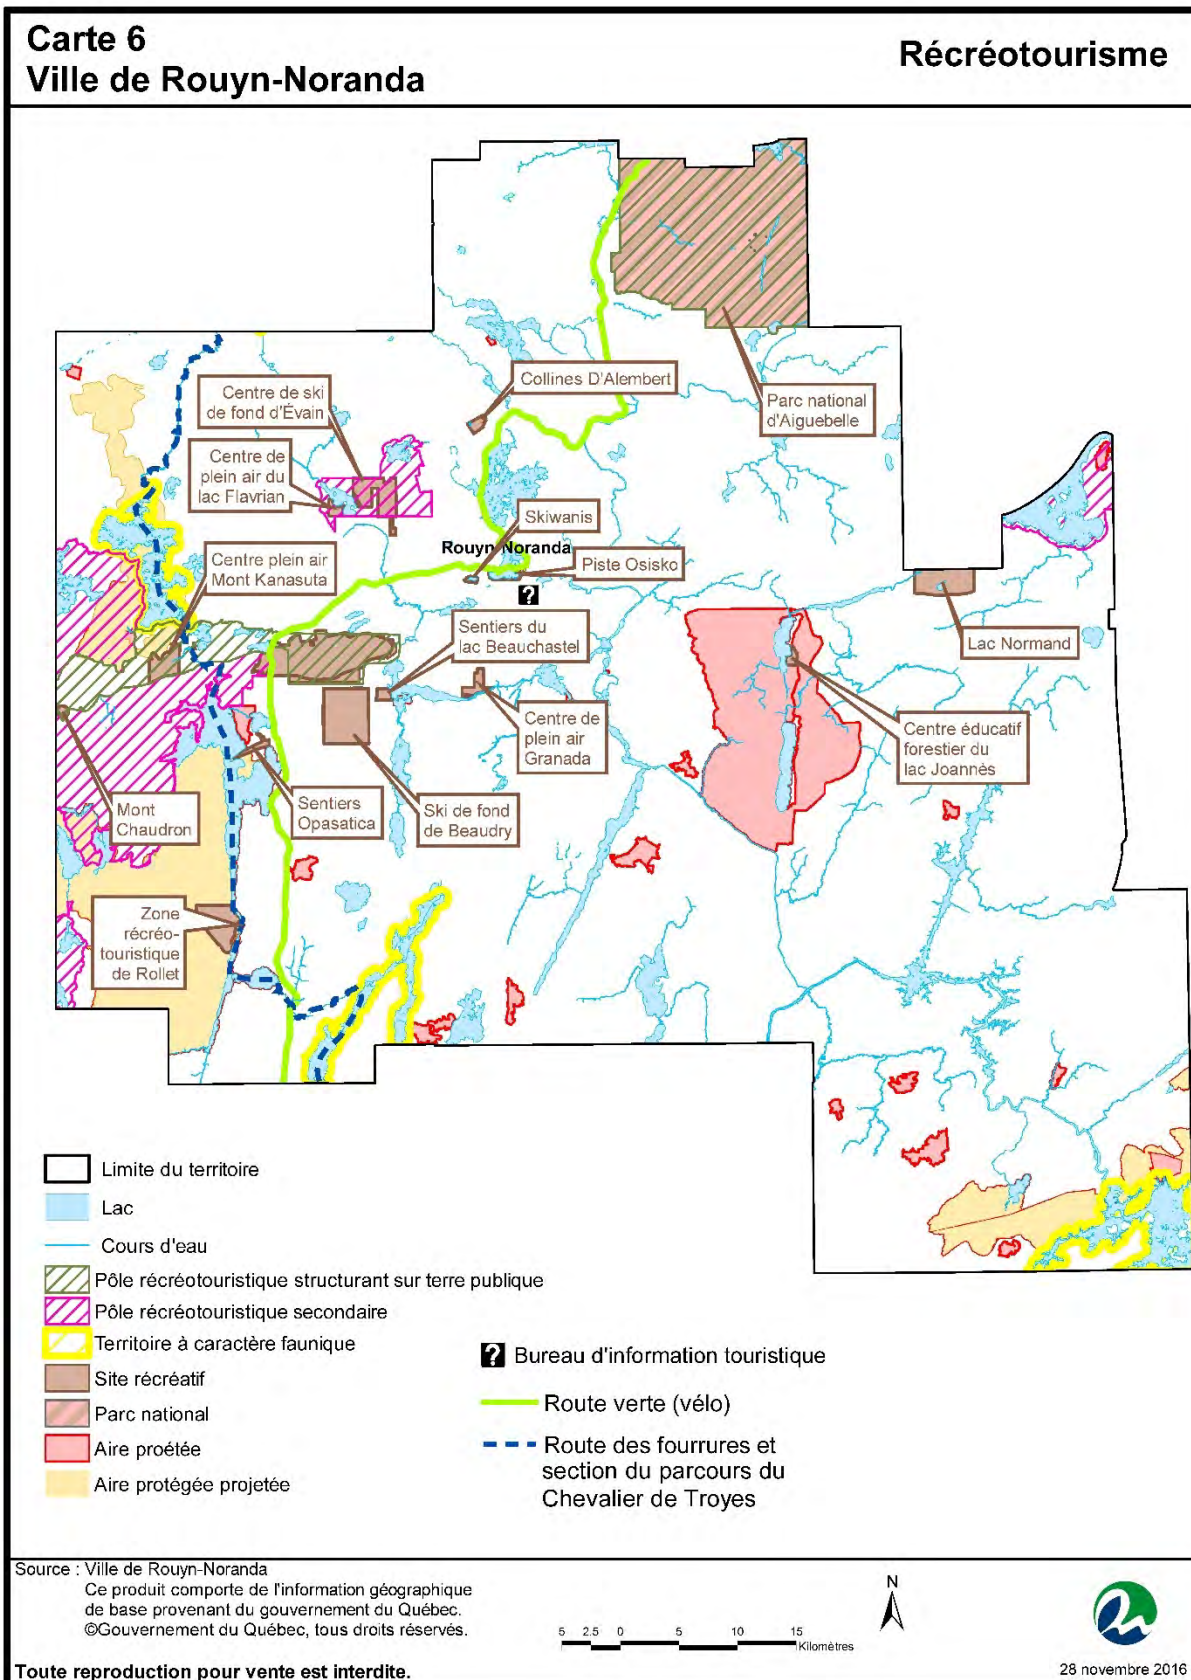 Carte 6
Ville de Rouyn-Noranda
Récréotourisme
Centre de ski
de fond d'Évain
Collines D'Alembert
Parc national
d'Aiguebelle
Centre de
plein air du
lac Flavrian
Skiwanis
Rouyn-Noranda
Piste Osisko
Centre plein air
Mont Kanasuta
?
Sentiers du
lac Beauchastel
Lac Normand
Centre de
plein air
Granada
Centre éducatif
forestier du
lac Joannès
Mont
Chaudron
Sentiers
Opasatica
Ski de fond
de Beaudry
Zone
récréo-
touristique
de Rollet
Limite du territoire
Lac
Cours d'eau
Pôle récréotouristique structurant sur terre publique
Pôle récréotouristique secondaire
Territoire à caractère faunique
Site récréatif
Parc national
Aire proétée
Aire protégée projetée
? Bureau d'information touristique
Route verte (vélo)
Route des fourrures et
section du parcours du
Chevalier de Troyes
Source : Ville de Rouyn-Noranda
Ce produit comporte de l'information géographique
de base provenant du gouvernement du Québec.
©Gouvernement du Québec, tous droits réservés.
Toute reproduction pour vente est interdite.
5 2.5 0 5 10 15
Kilomètres
N
28 novembre 2016